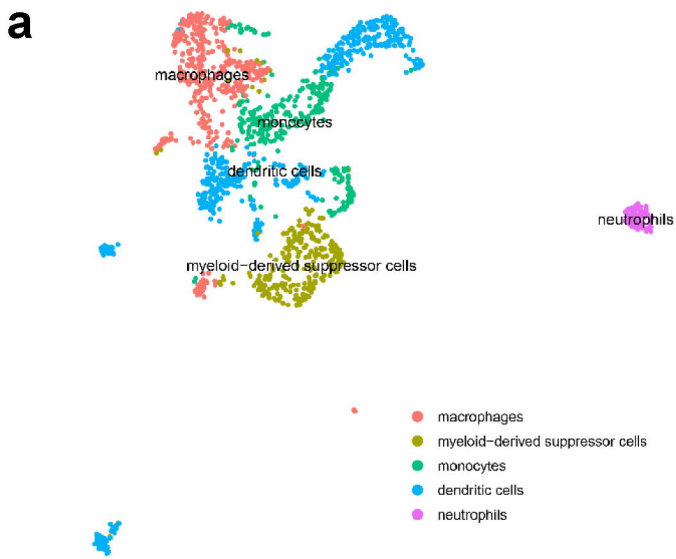 a
macrophages
monocytes
dendritic cells
neutrophils
myeloid-derived suppressor cells
macrophages
myeloid-derived suppressor cells
monocytes
dendritic cells
neutrophils